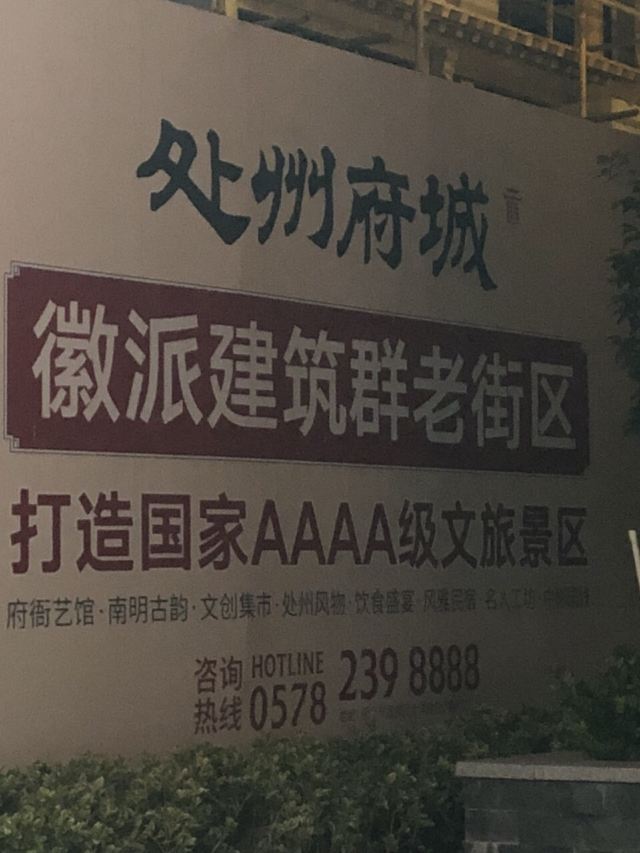 处州府城
徽派建筑群老街区
打造国家AAAA级文旅景区
府衙艺馆·南明古韵·文创集市·处州风物·饮食盛宴·风雅民宿·名人工坊
咨询 HOTLINE
热线 0578 239 8888